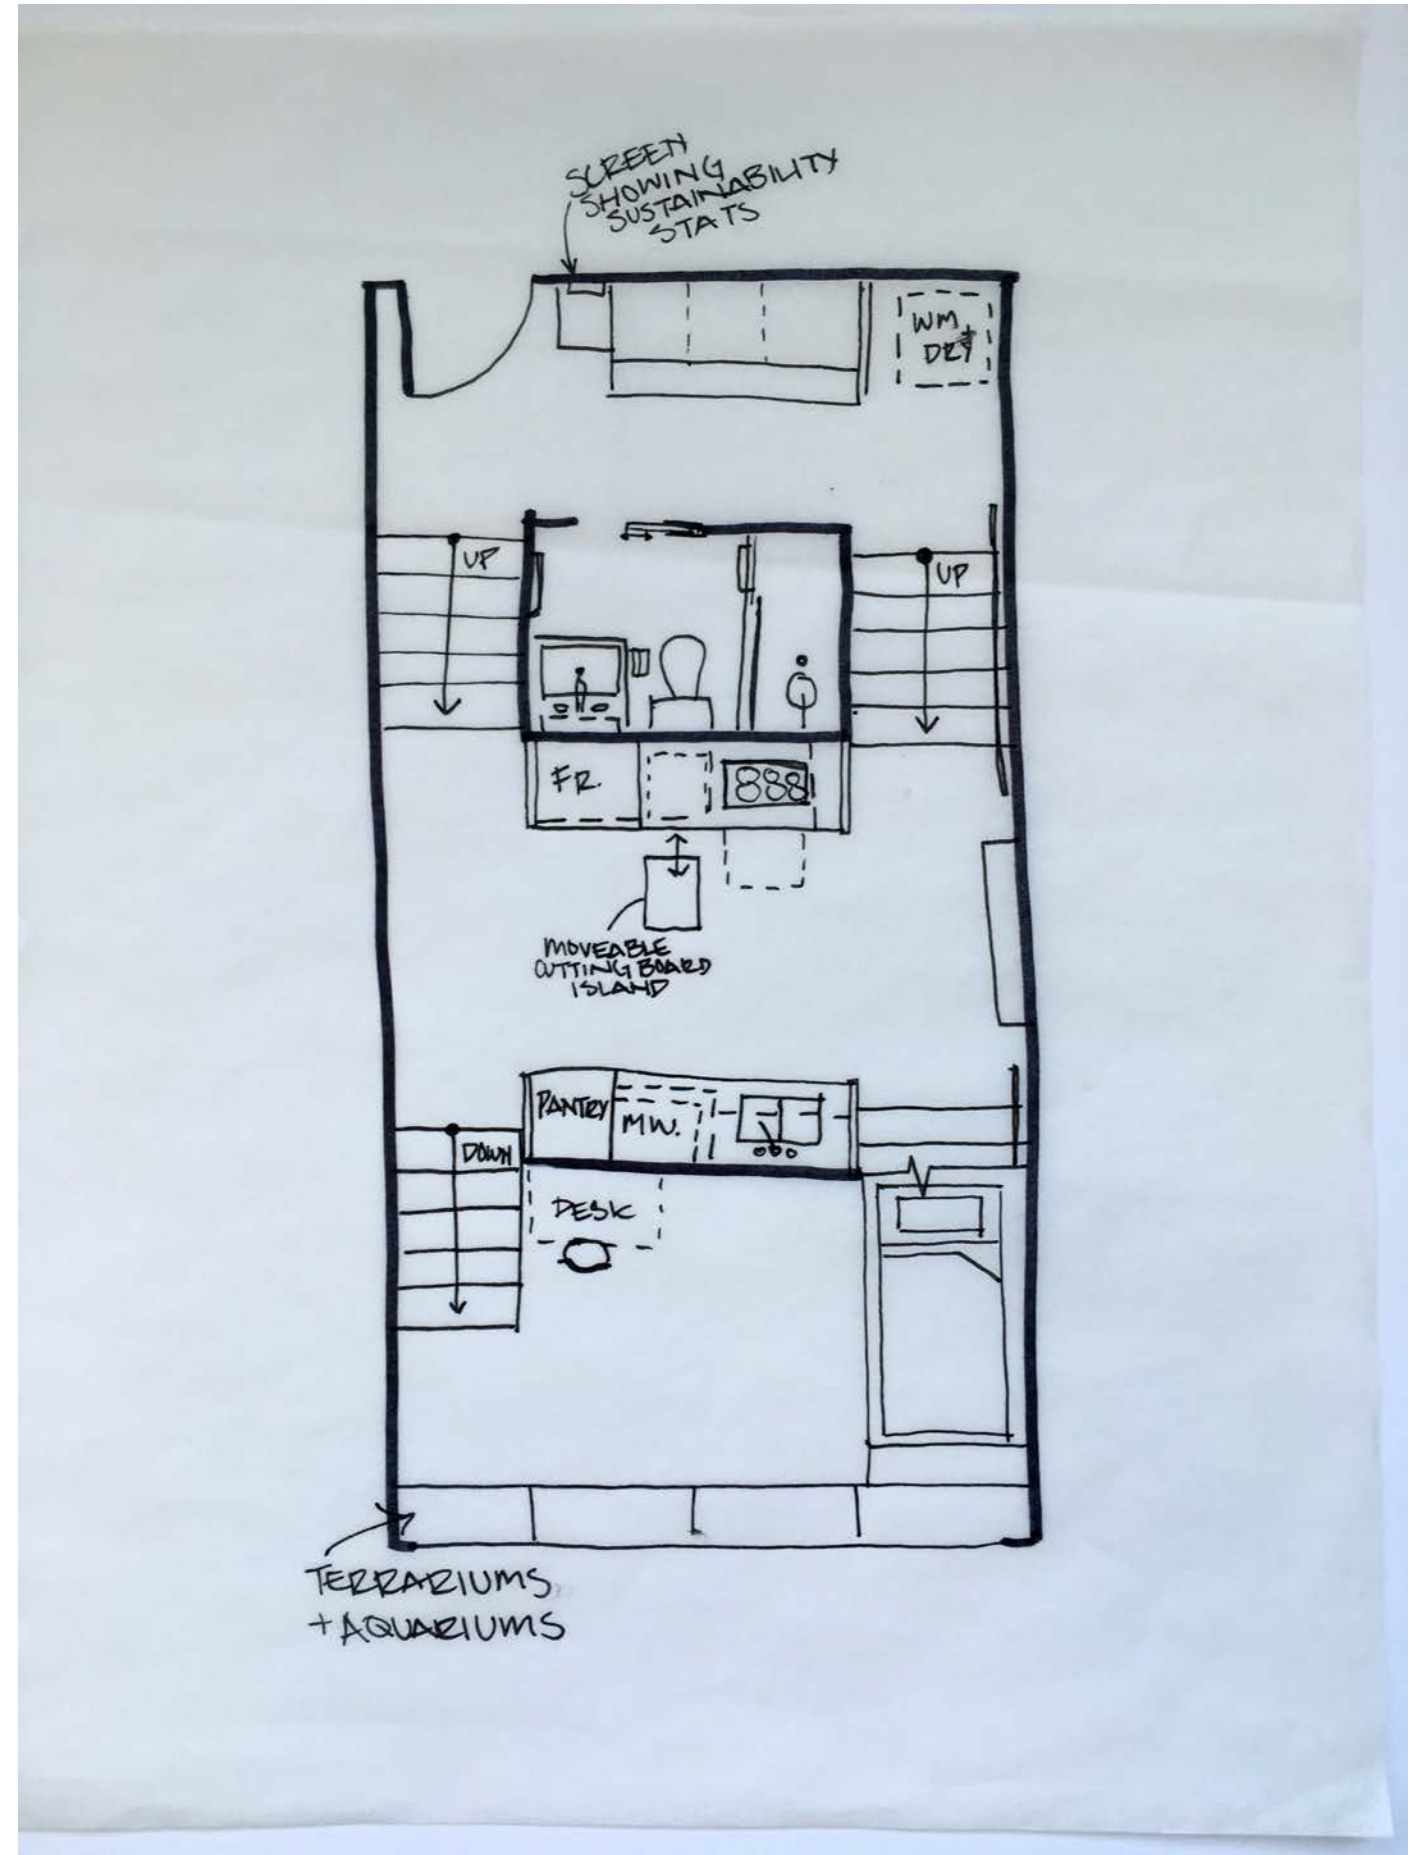 SCREEN
SHOWING
SUSTAINABILITY
STATS
WM +
DRY
UP
UP
FR.
MOVEABLE
CUTTING BOARD
ISLAND
PANTRY
MW.
DOWN
DESK
TERRARIUMS
+ AQUARIUMS